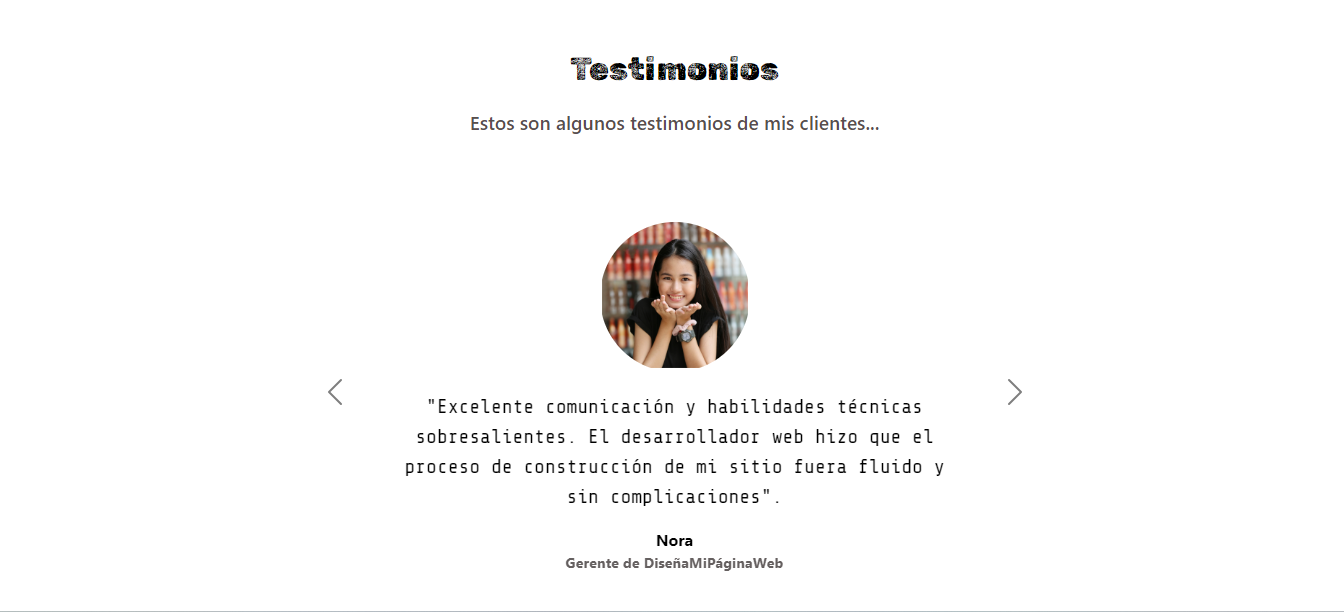 Testimonios
Estos son algunos testimonios de mis clientes...
"Excelente comunicación y habilidades técnicas
sobresalientes. El desarrollador web hizo que el
proceso de construcción de mi sitio fuera fluido y
sin complicaciones".
Nora
Gerente de DiseñaMiPáginaWeb